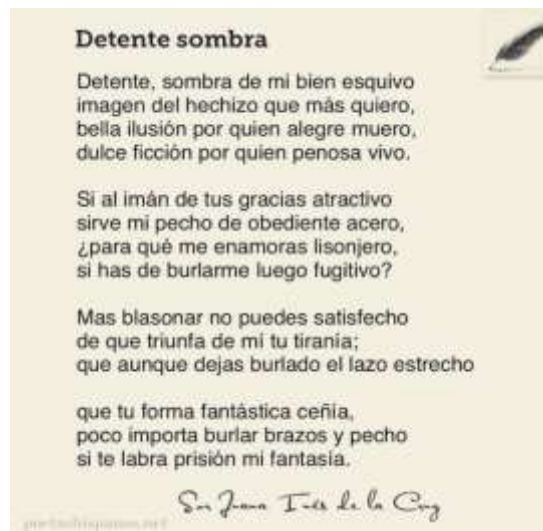 Detente sombra
Detente, sombra de mi bien esquivo
imagen del hechizo que más quiero,
bella ilusión por quien alegre muero,
dulce ficción por quien penosa vivo.
Si al imán de tus gracias atractivo
sirve mi pecho de obediente acero,
¿para qué me enamoras lisonjero,
si has de burlarme luego fugitivo?
Mas blasonar no puedes satisfecho
de que triunfa de mí tu tiranía;
que aunque dejas burlado el lazo estrecho
que tu forma fantástica ceñía,
poco importa burlar brazos y pecho
si te labra prisión mi fantasía.
Sor Juana Inés de la Cruz
poetashispanos.net